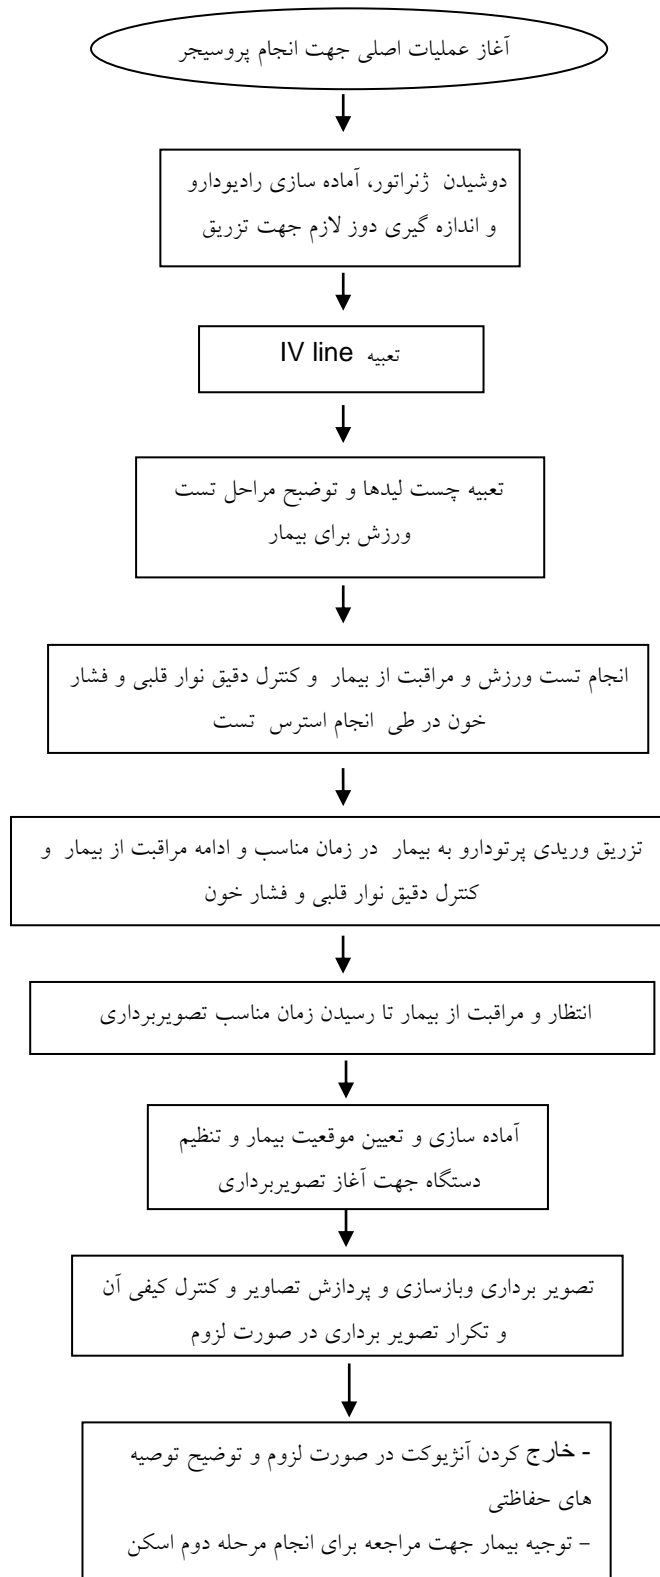 آغاز عملیات اصلی جهت انجام پروسیجر
دوشیدن ژنراتور، آماده سازی رادیودارو
و اندازه گیری دوز لازم جهت تزریق
تعبیه IV line
تعبیه چست لیدها و توضیح مراحل تست
ورزش برای بیمار
انجام تست ورزش و مراقبت از بیمار و کنترل دقیق نوار قلبی و فشار
خون در طی انجام استرس تست
تزریق وریدی پرتودارو به بیمار در زمان مناسب و ادامه مراقبت از بیمار و
کنترل دقیق نوار قلبی و فشار خون
انتظار و مراقبت از بیمار تا رسیدن زمان مناسب تصویربرداری
آماده سازی و تعیین موقعیت بیمار و تنظیم
دستگاه جهت آغاز تصویربرداری
تصویر برداری وبازسازی و پردازش تصاویر و کنترل کیفی آن
و تکرار تصویر برداری در صورت لزوم
- خارج کردن آنژیوکت در صورت لزوم و توضیح توصیه
های حفاظتی
- توجیه بیمار جهت مراجعه برای انجام مرحله دوم اسکن